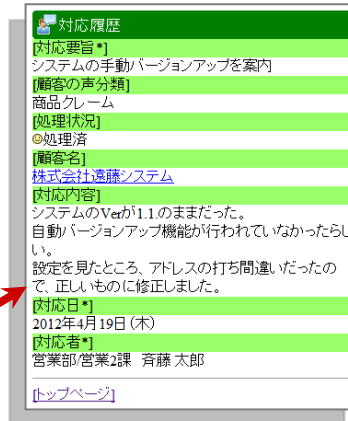 対応履歴
[対応要旨*]
システムの手動バージョンアップを案内
[顧客の声分類]
商品クレーム
[処理状況]
処理済
[顧客名]
株式会社遠藤システム
[対応内容]
システムのVerが1.1.のままだった。
自動バージョンアップ機能が行われていなかったらし
い。
設定を見たところ、アドレスの打ち間違いだったの
で、正しいものに修正しました。
[対応日*]
2012年4月19日（木）
[対応者*]
営業部/営業2課　斉藤 太郎
[トップページ]